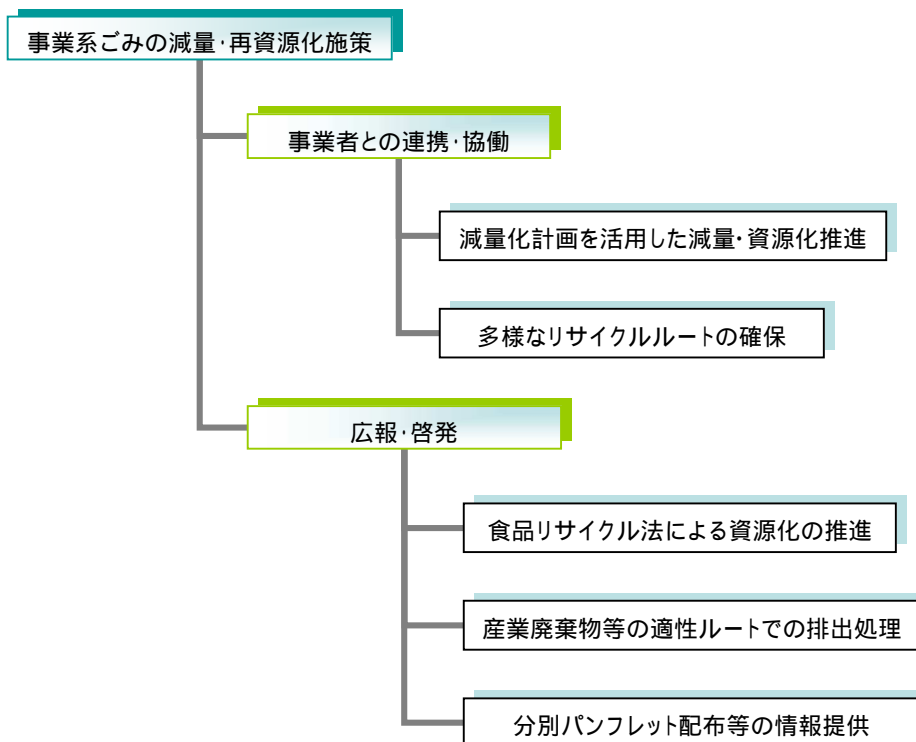 事業系ごみの減量・再資源化施策
事業者との連携・協働
減量化計画を活用した減量・資源化推進
多様なリサイクルルートの確保
広報・啓発
食品リサイクル法による資源化の推進
産業廃棄物等の適性ルートでの排出処理
分別パンフレット配布等の情報提供